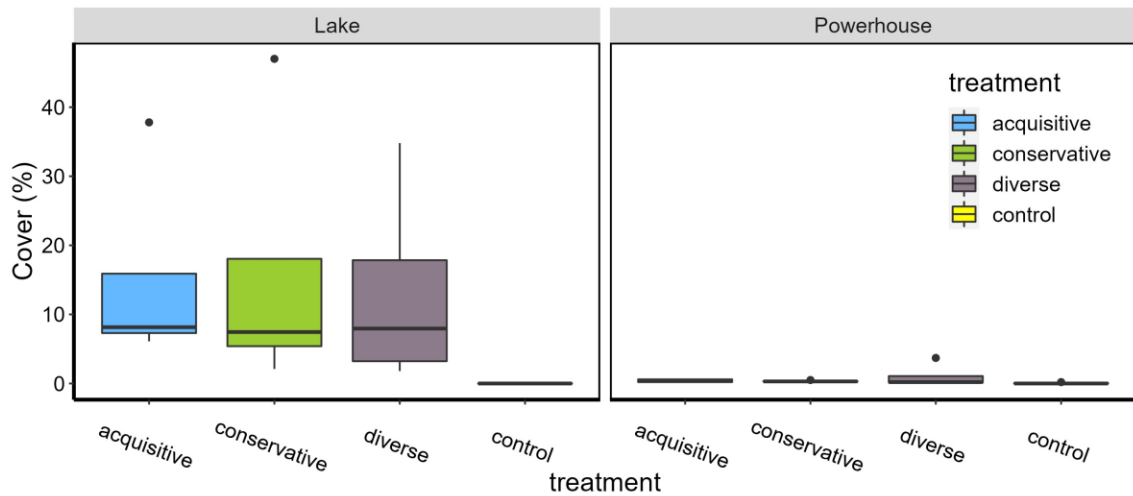 Lake
Powerhouse
Cover (%)
40
30
20
10
0
treatment
acquisitive
conservative
diverse
control
acquisitive
conservative
diverse
control
acquisitive
conservative
diverse
control
treatment